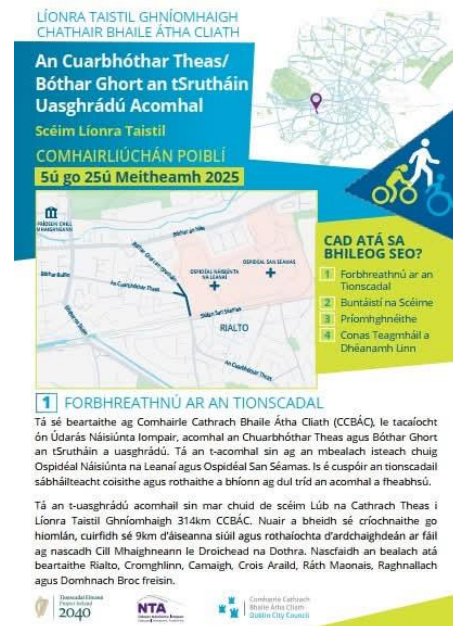 LÍONRA TAISTIL GHNÍOMHAIGH
CHATHAIR BHAILE ÁTHA CLIATH
An Cuarbhóthar Theas/
Bóthar Ghort an tSrutháin
Uasghrádú Acomhal
Scéim Líonra Taistil
COMHAIRLIÚCHÁN POIBLÍ
5ú go 25ú Meitheamh 2025
OSPIDÉAL NÁISIÚNTA
NA LEANAÍ
OSPIDÉAL SAN SÉAMAS
An Cuarbhóthar Theas
RIALTO
An Cuarbhóthar Theas
CAD ATÁ SA
BHILEOG SEO?
1 Forbhreathnú ar an
Tionscadal
2 Buntáistí na Scéime
3 Príomhghnéithe
4 Conas Teagmháil a
Dhéanamh Linn
1 FORBHREATHNÚ AR AN TIONSCADAL
Tá sé beartaithe ag Comhairle Cathrach Bhaile Átha Cliath (CCBÁC), le tacaíocht
ón Údarás Náisiúnta Iompair, acomhal an Chuarbhóthar Theas agus Bóthar Ghort
an tSrutháin a uasghrádú. Tá an t-acomhal sin ag an mbealach isteach chuig
Ospidéal Náisiúnta na Leanaí agus Ospidéal San Séamas. Is é cuspóir an tionscadail
sábháilteacht coisithe agus rothaithe a bhíonn ag dul tríd an acomhal a fheabhsú.
Tá an t-uasghrádú acomhail sin mar chuid de scéim Lúb na Cathrach Theas i
Líonra Taistil Ghníomhaigh 314km CCBÁC. Nuair a bheidh sé críochnaithe go
hiomlán, cuirfidh sé 9km d'áiseanna siúil agus rothaíochta d'ardchaighdeán ar fáil
ag nascadh Cill Mhaigneann le Droichead na Dothra. Nascfaidh an bealach atá
beartaithe Rialto, Cromghlinn, Camaigh, Crois Araild, Ráth Maonais, Raghnallach
agus Domhnach Broc freisin.
Tionscadal Éireann
Project Ireland
2040
NTA
Comhairle Cathrach
Bhaile Átha Cliath
Dublin City Council